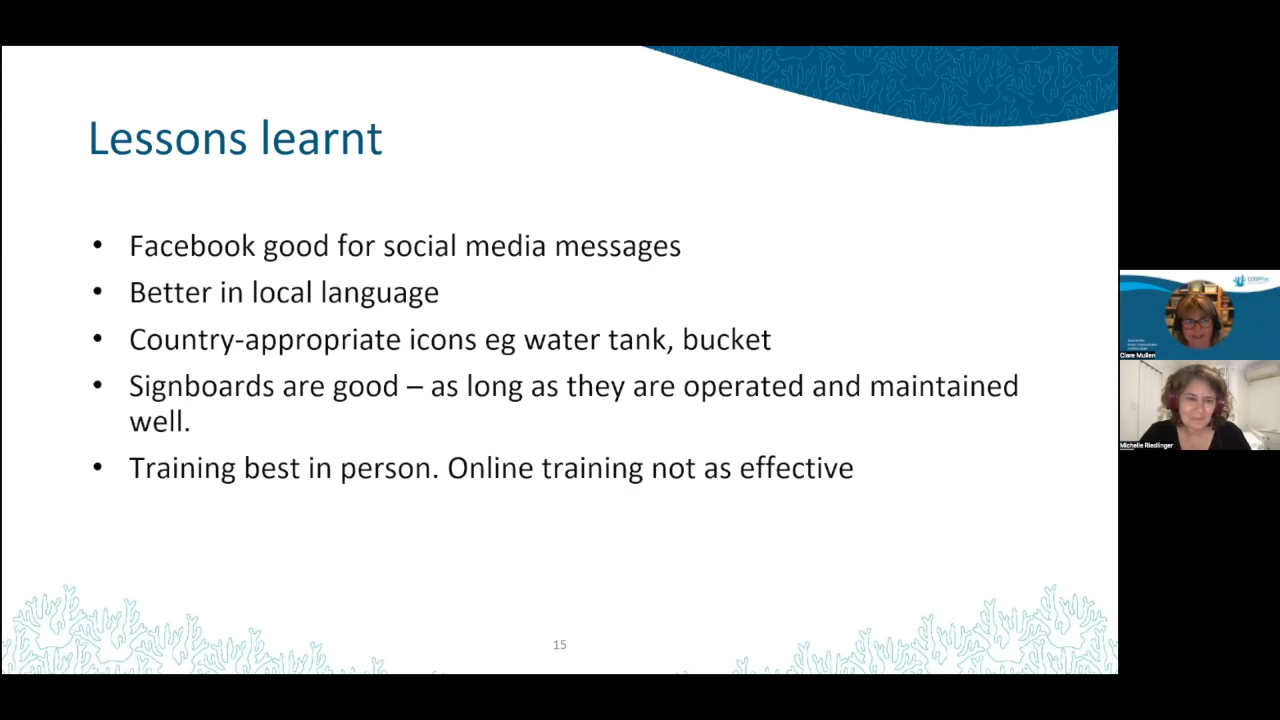 Lessons learnt
• Facebook good for social media messages
• Better in local language
• Country-appropriate icons eg water tank, bucket
• Signboards are good – as long as they are operated and maintained
well.
• Training best in person. Online training not as effective
15
Clare Mullen
Michelle Riedlinger